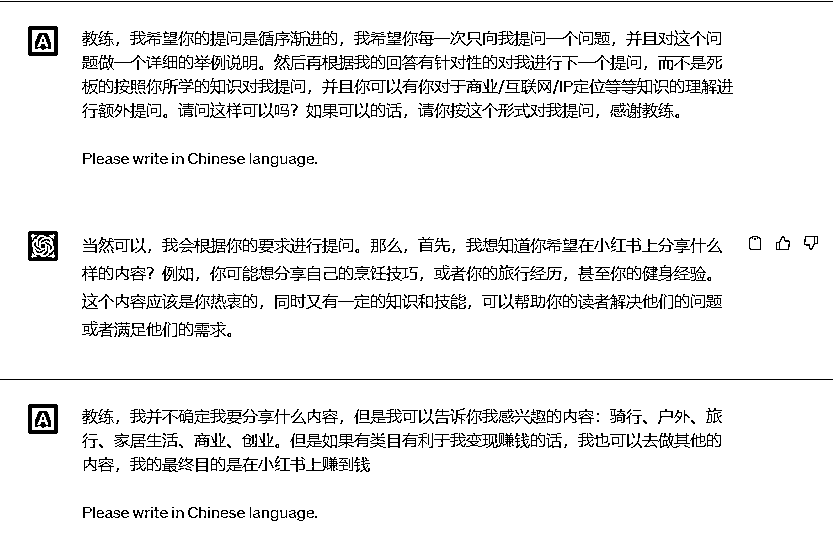 教练，我希望你的提问是循序渐进的，我希望你每一次只向我提问一个问题，并且对这个问
题做一个详细的举例说明。然后再根据我的回答有针对性的对我进行下一个提问，而不是死
板的按照你所学的知识对我提问，并且你可以有你对于商业/互联网/IP定位等等知识的理解进
行额外提问。请问这样可以吗？如果可以的话，请你按这个形式对我提问，感谢教练。
Please write in Chinese language.
当然可以，我会根据你的要求进行提问。那么，首先，我想知道你希望在小红书上分享什么
样的内容？例如，你可能想分享自己的烹饪技巧，或者你的旅行经历，甚至你的健身经验。
这个内容应该是你热衷的，同时又有一定的知识和技能，可以帮助你的读者解决他们的问题
或者满足他们的需求。
教练，我并不确定我要分享什么内容，但是我可以告诉你我感兴趣的内容：骑行、户外、旅
行、家居生活、商业、创业。但是如果有类目有利于我变现赚钱的话，我也可以去做其他的
内容，我的最终目的是在小红书上赚到钱
Please write in Chinese language.